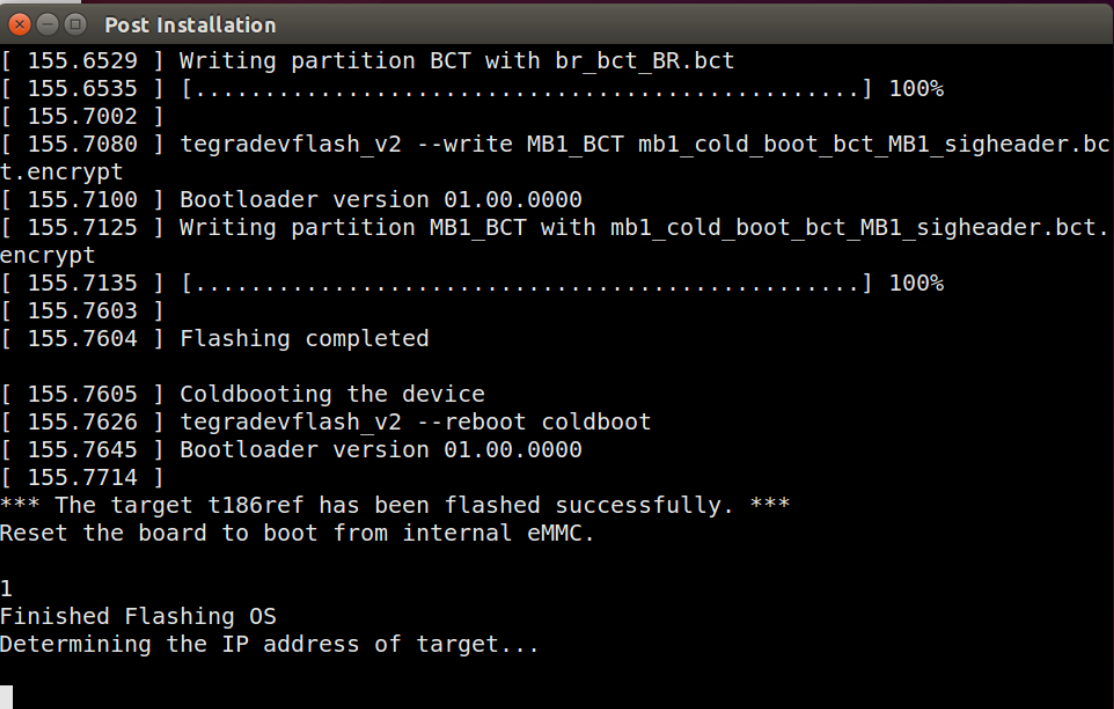 Post Installation
[ 155.6529 ] Writing partition BCT with br_bct_BR.bct
[ 155.6535 ] [................................................] 100%
[ 155.7002 ]
[ 155.7080 ] tegradevflash_v2 --write MB1_BCT mb1_cold_boot_bct_MB1_sigheader.bc
t.encrypt
[ 155.7100 ] Bootloader version 01.00.0000
[ 155.7125 ] Writing partition MB1_BCT with mb1_cold_boot_bct_MB1_sigheader.bct.
encrypt
[ 155.7135 ] [................................................] 100%
[ 155.7603 ]
[ 155.7604 ] Flashing completed
[ 155.7605 ] Coldbooting the device
[ 155.7626 ] tegradevflash_v2 --reboot coldboot
[ 155.7645 ] Bootloader version 01.00.0000
[ 155.7714 ]
*** The target t186ref has been flashed successfully. ***
Reset the board to boot from internal eMMC.
1
Finished Flashing OS
Determining the IP address of target...